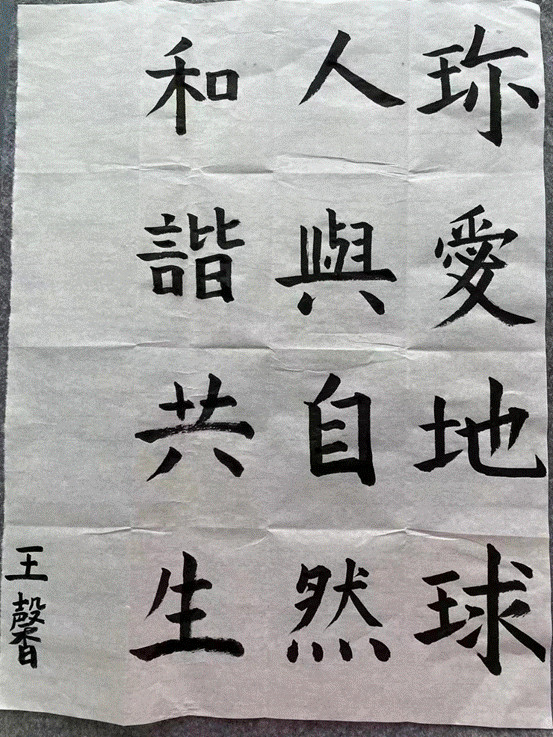 珎愛地球
人與自然
和諧共生
王馨